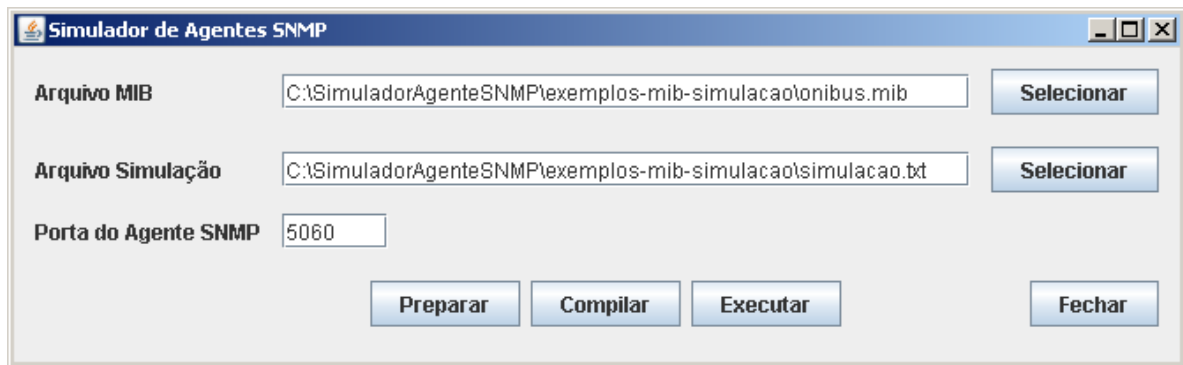 Simulador de Agentes SNMP
Arquivo MIB C:\SimuladorAgenteSNMP\exemplos-mib-simulacao\onibus.mib Selecionar
Arquivo Simulação C:\SimuladorAgenteSNMP\exemplos-mib-simulacao\simulacao.txt Selecionar
Porta do Agente SNMP 5060
Preparar Compilar Executar Fechar